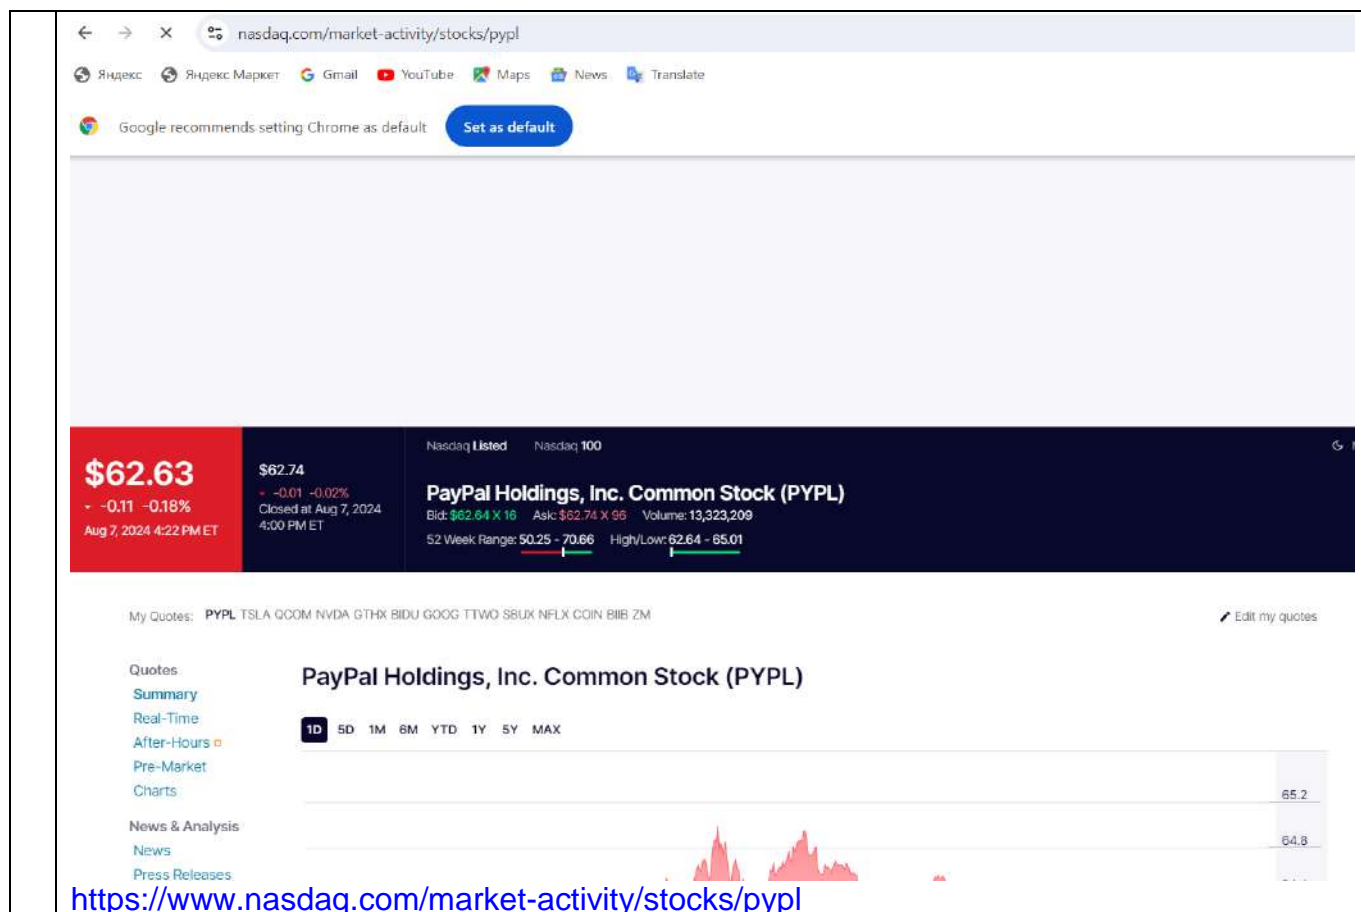 nasdaq.com/market-activity/stocks/pypl
Яндекс Яндекс Маркет Gmail YouTube Maps News Translate
Google recommends setting Chrome as default Set as default
Nasdaq Listed Nasdaq 100
$62.63
-0.11 -0.18%
Aug 7, 2024 4:22 PM ET
$62.74
-0.01 -0.02%
Closed at Aug 7, 2024
4:00 PM ET
PayPal Holdings, Inc. Common Stock (PYPL)
Bid: $62.64 X 16 Ask: $62.74 X 96 Volume: 13,323,209
52 Week Range: 50.25 - 70.66 High/Low: 62.64 - 65.01
My Quotes: PYPL TSLA QCOM NVDA GTHX BIDU GOOG TTWO SBUX NFLX COIN BIIB ZM
Edit my quotes
Quotes
Summary
Real-Time
After-Hours
Pre-Market
Charts
News & Analysis
News
Press Releases
PayPal Holdings, Inc. Common Stock (PYPL)
1D 5D 1M 6M YTD 1Y 5Y MAX
65.2
64.8
https://www.nasdaq.com/market-activity/stocks/pypl